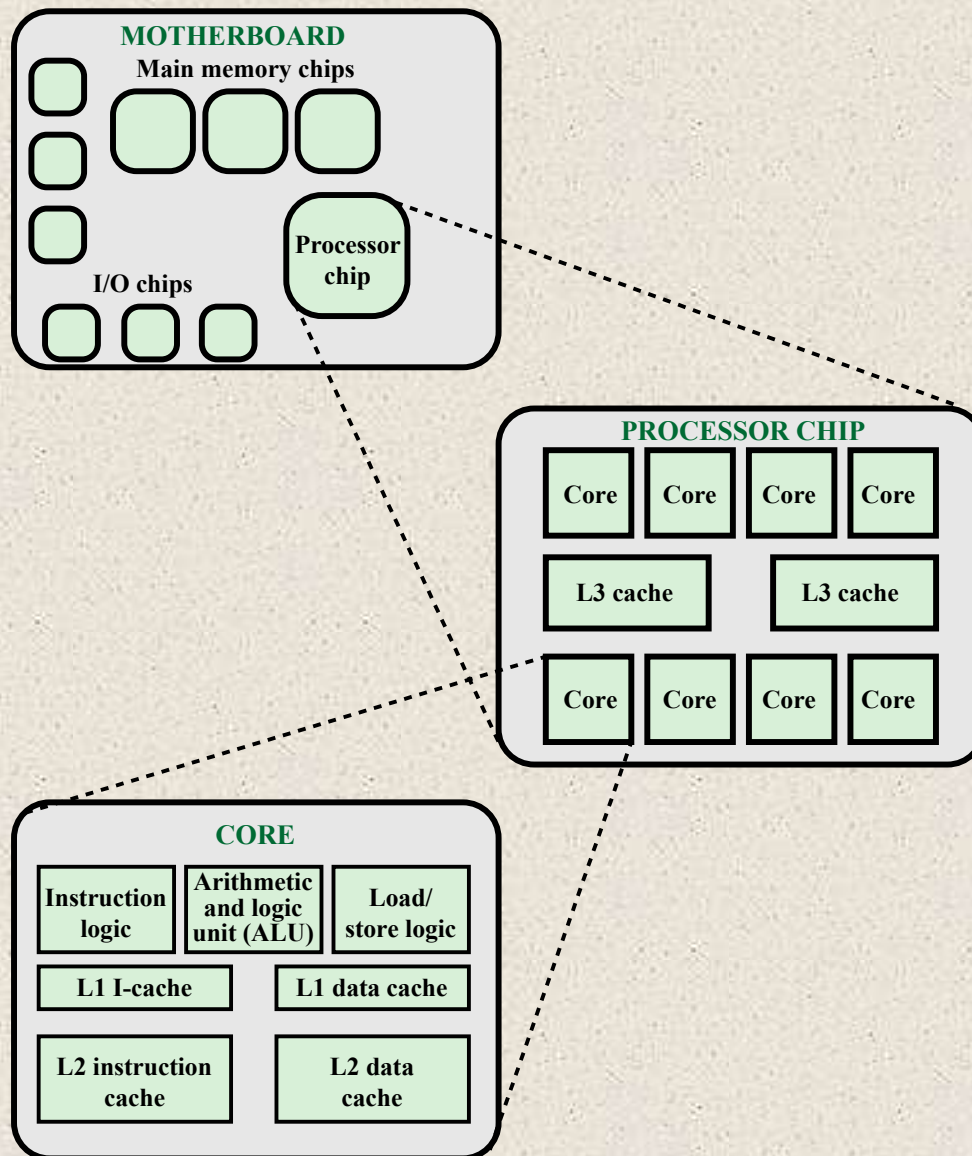 MOTHERBOARD
Main memory chips
Processor
chip
I/O chips
PROCESSOR CHIP
Core
Core
Core
Core
L3 cache
L3 cache
Core
Core
Core
Core
CORE
Instruction
logic
Arithmetic
and logic
unit (ALU)
Load/
store logic
L1 I-cache
L1 data cache
L2 instruction
cache
L2 data
cache